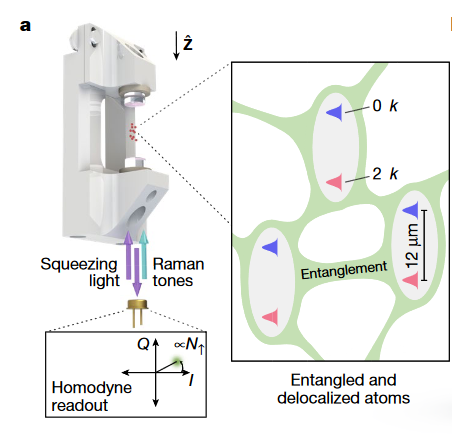 a
ẑ
0 k
2 k
12 μm
Entanglement
Squeezing
light
Raman
tones
Q
∝N↑
I
Homodyne
readout
Entangled and
delocalized atoms